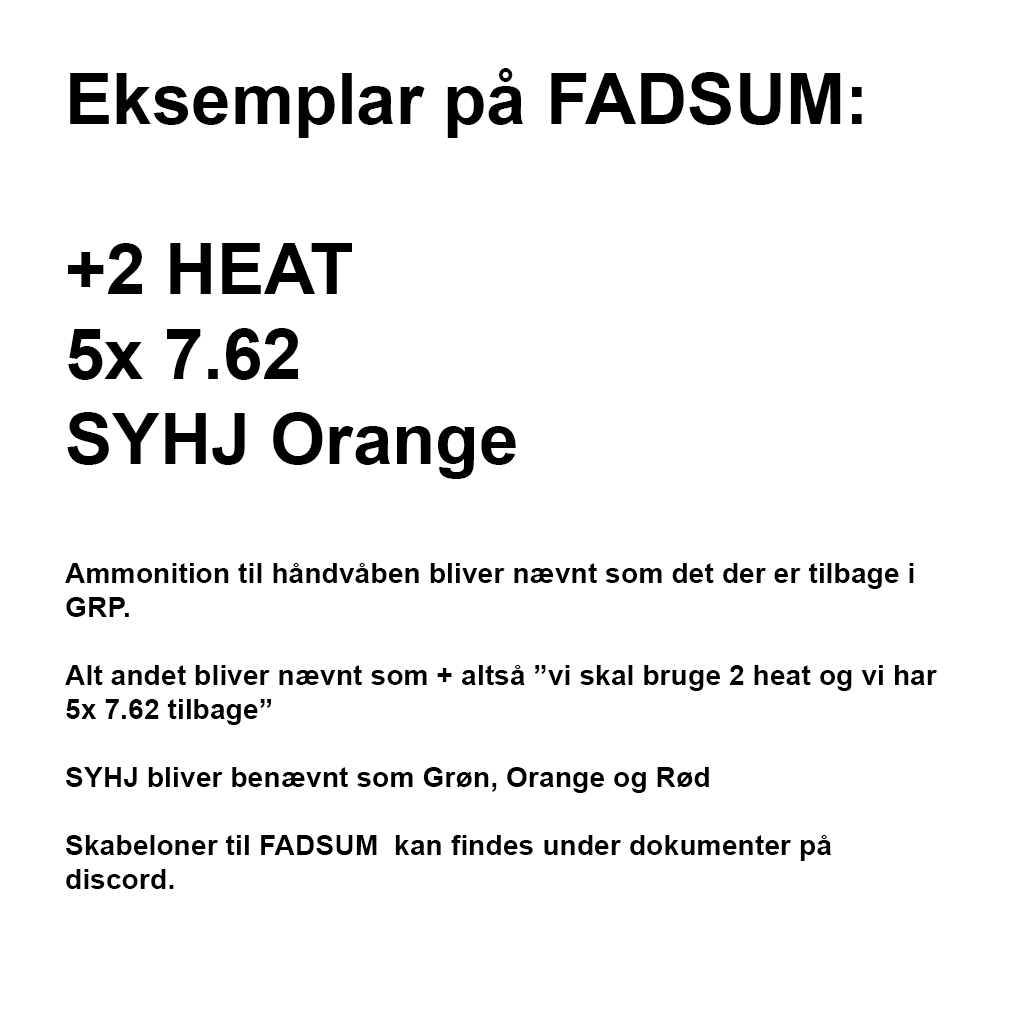 Eksemplar på FADSUM:
+2 HEAT
5x 7.62
SYHJ Orange
Ammonition til håndvåben bliver nævnt som det der er tilbage i
GRP.
Alt andet bliver nævnt som + altså ”vi skal bruge 2 heat og vi har
5x 7.62 tilbage”
SYHJ bliver benævnt som Grøn, Orange og Rød
Skabeloner til FADSUM  kan findes under dokumenter på
discord.